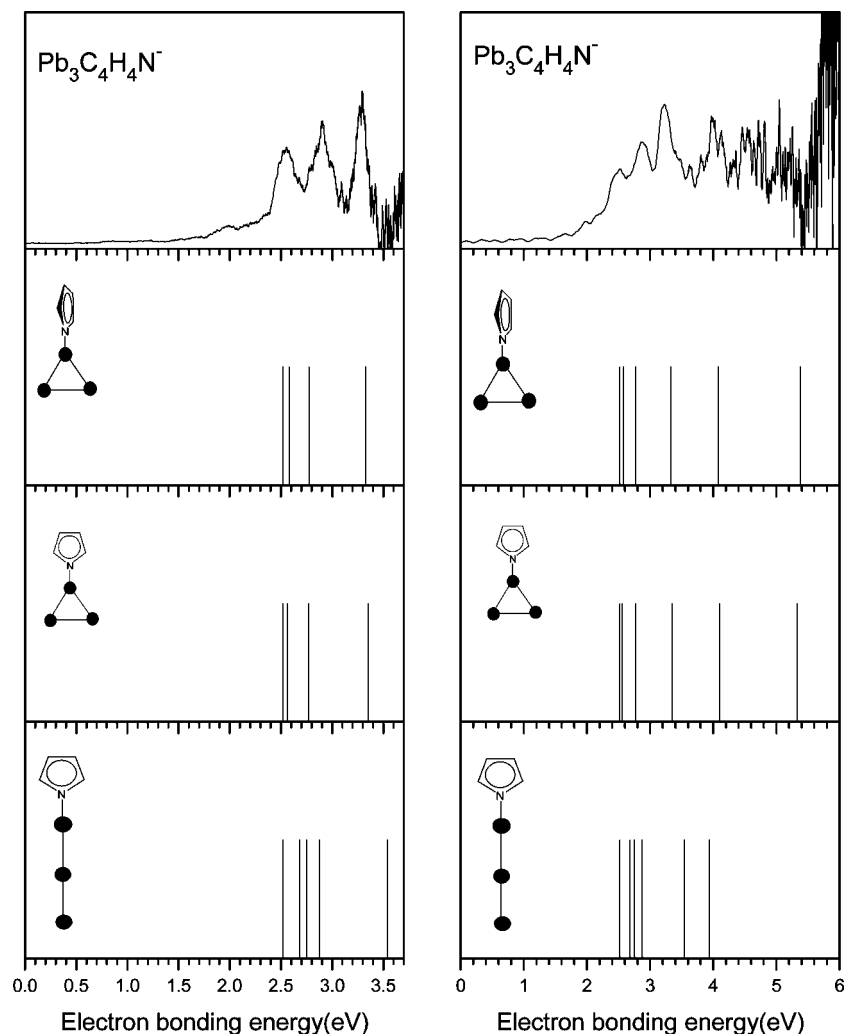 Pb₃C₄H₄N⁻
Pb₃C₄H₄N⁻
N
N
N
N
N
N
0.0 0.5 1.0 1.5 2.0 2.5 3.0 3.5
0 1 2 3 4 5 6
Electron bonding energy(eV)
Electron bonding energy(eV)